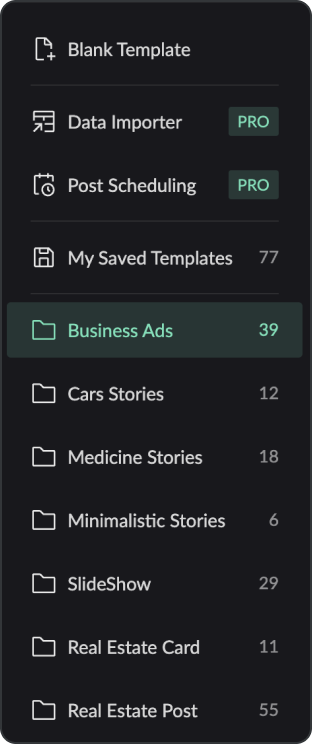 Blank Template
Data Importer PRO
Post Scheduling PRO
My Saved Templates 77
Business Ads 39
Cars Stories 12
Medicine Stories 18
Minimalistic Stories 6
SlideShow 29
Real Estate Card 11
Real Estate Post 55